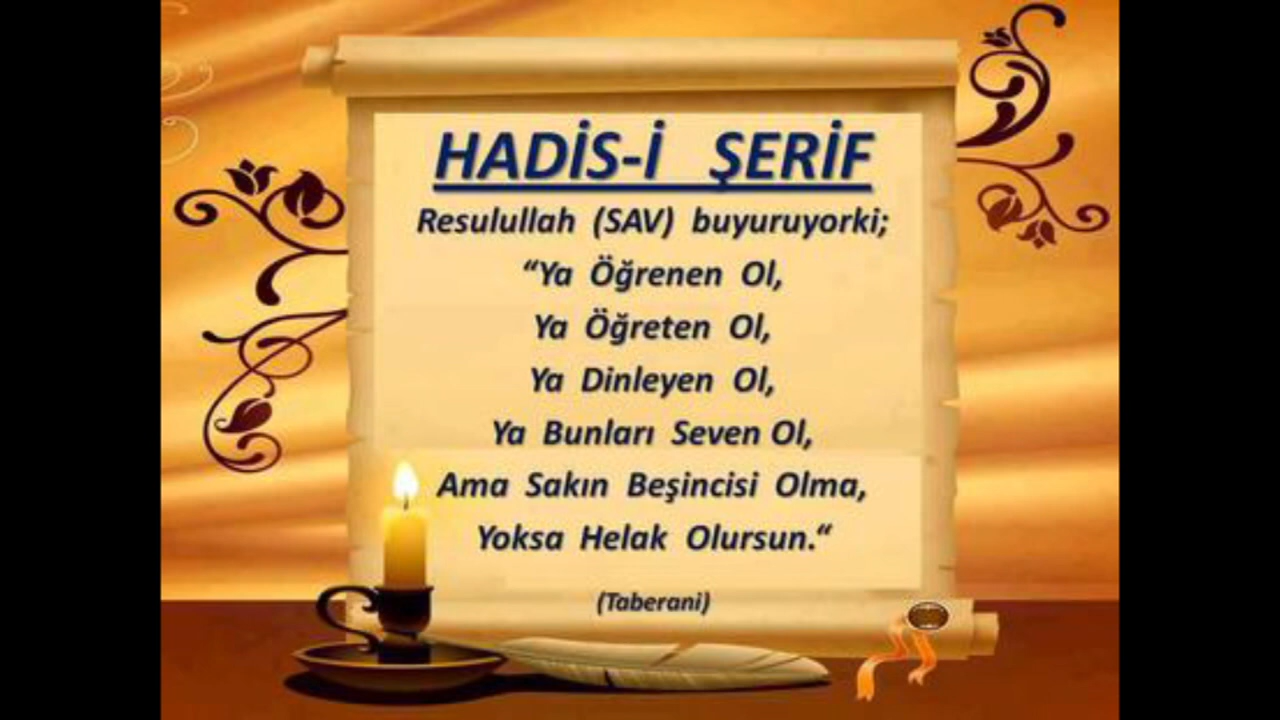 HADİS-İ ŞERİF
Resulullah (SAV) buyuruyorki;
“Ya Öğrenen Ol,
Ya Öğreten Ol,
Ya Dinleyen Ol,
Ya Bunları Seven Ol,
Ama Sakın Beşincisi Olma,
Yoksa Helak Olursun.“
(Taberani)